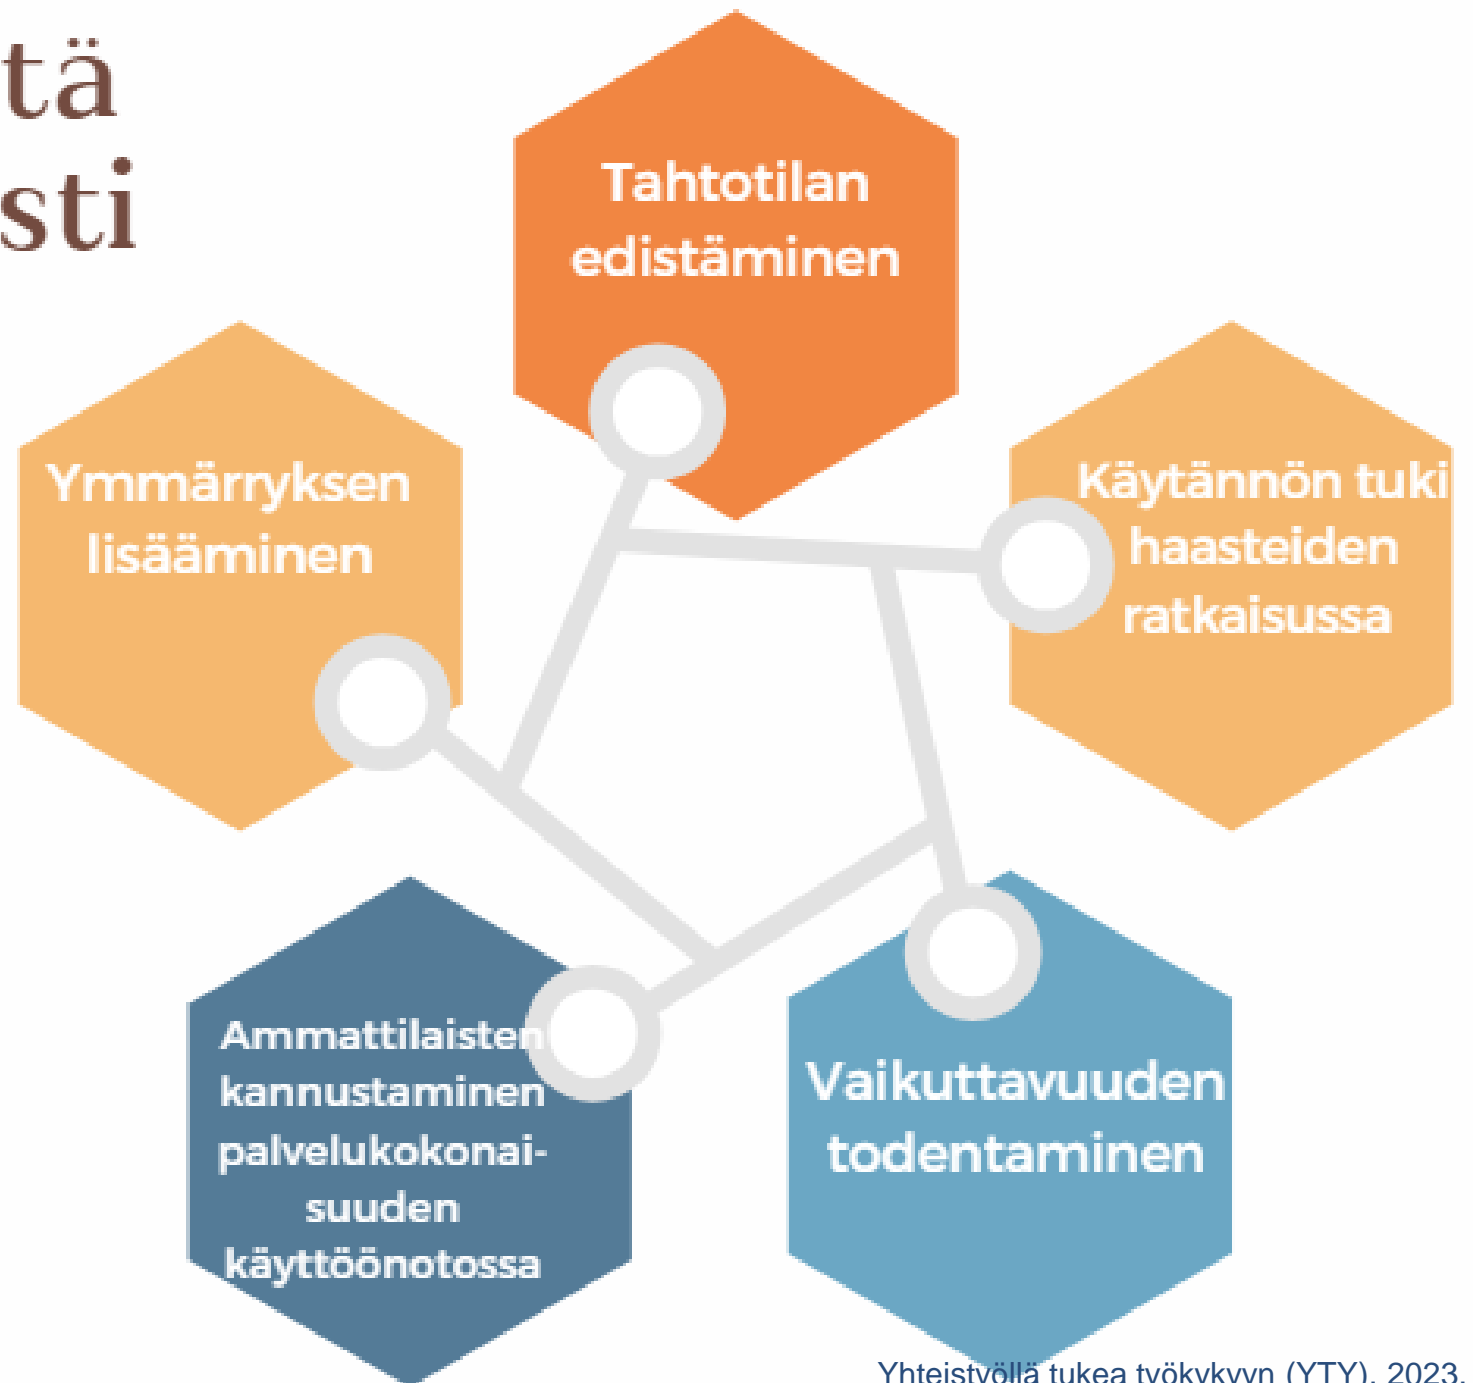 tä
sti
Tahtotilan
edistäminen
Ymmärryksen
lisääminen
Käytännön tuki
haasteiden
ratkaisussa
Ammattilaisten
kannustaminen
palvelukokonai-
suuden
käyttöönotossa
Vaikuttavuuden
todentaminen
Yhteistyöllä tukea työkykyyn (YTY). 2023.